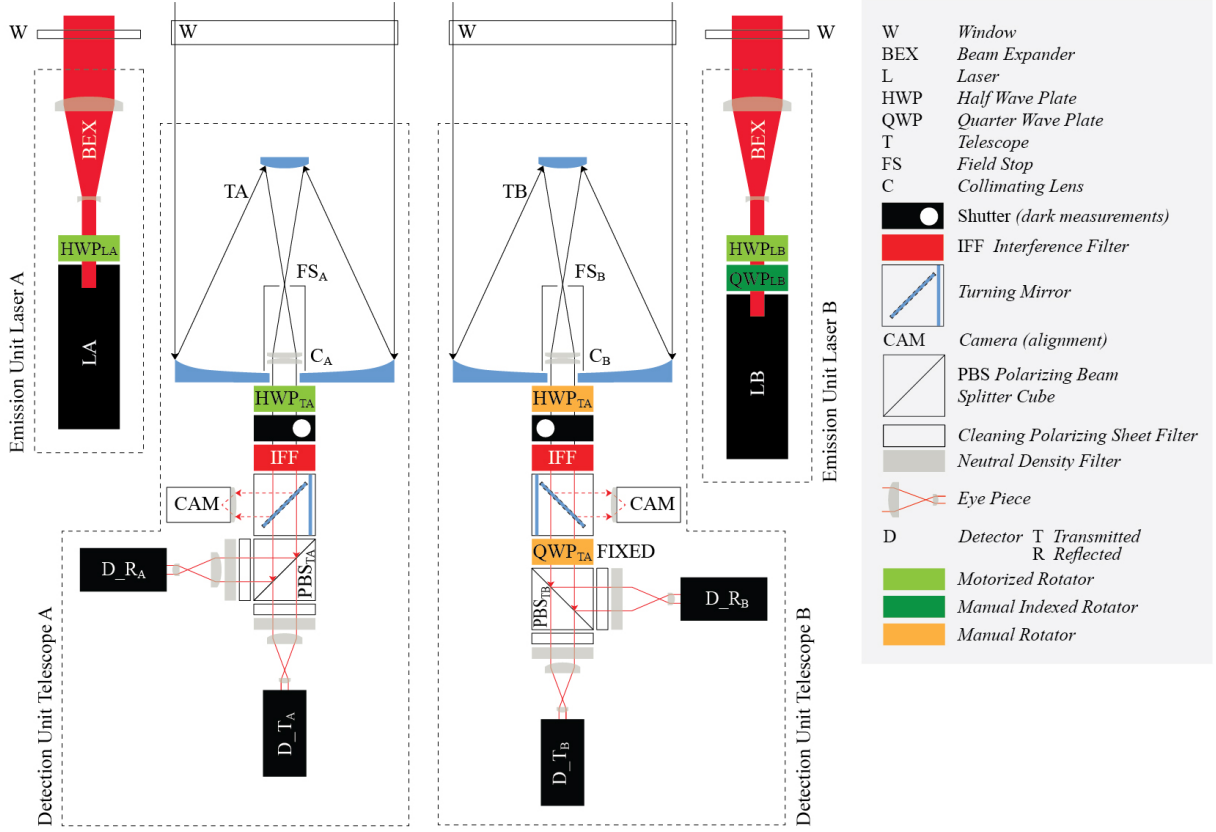 W
W
W
W
BEX
TA
HWPLA
LA
Emission Unit Laser A
FSA
CA
HWPTA
IFF
CAM
D_RA
PBSTA
D_TA
Detection Unit Telescope A
TB
FSB
CB
HWPTA
IFF
CAM
QWPTA FIXED
PBSTB
D_RB
D_TB
Detection Unit Telescope B
BEX
HWPLB
QWPLB
LB
Emission Unit Laser B
W Window
BEX Beam Expander
L Laser
HWP Half Wave Plate
QWP Quarter Wave Plate
T Telescope
FS Field Stop
C Collimating Lens
Shutter (dark measurements)
IFF Interference Filter
Turning Mirror
CAM Camera (alignment)
PBS Polarizing Beam
Splitter Cube
Cleaning Polarizing Sheet Filter
Neutral Density Filter
Eye Piece
D Detector T Transmitted
R Reflected
Motorized Rotator
Manual Indexed Rotator
Manual Rotator